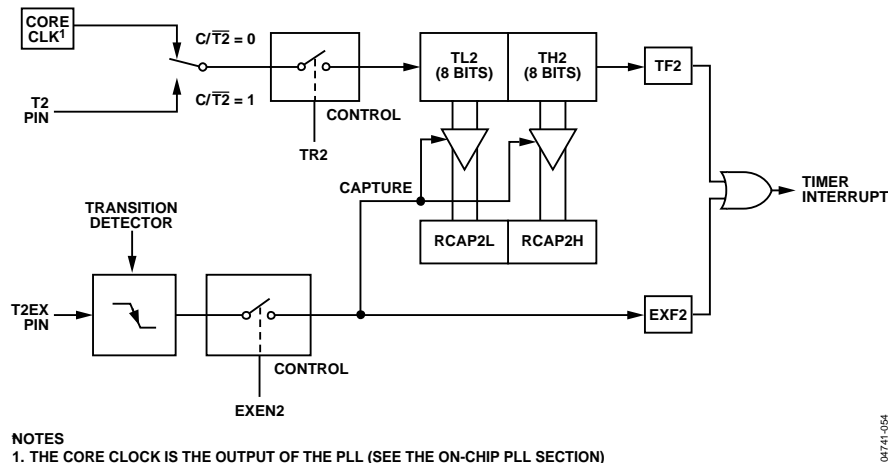 CORE
CLK1
C/T2 = 0
C/T2 = 1
T2
PIN
CONTROL
TR2
TL2
(8 BITS)
TH2
(8 BITS)
TF2
CAPTURE
RCAP2L
RCAP2H
TIMER
INTERRUPT
TRANSITION
DETECTOR
T2EX
PIN
CONTROL
EXEN2
EXF2
NOTES
1. THE CORE CLOCK IS THE OUTPUT OF THE PLL (SEE THE ON-CHIP PLL SECTION)
04741-054